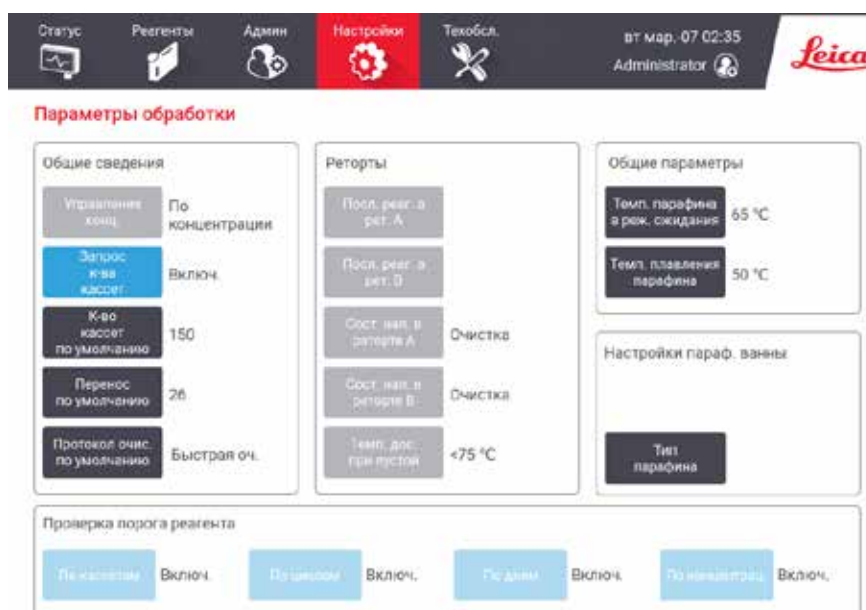 Статус Реагенты Админ Настройки Техобсл.
вт мар. 07 02:35
Administrator
Leica
Параметры обработки
Общие сведения
Управление
конц.
По
концентрации
Запрос
к-ва
кассет
Включ.
К-во
кассет
по умолчанию
150
Перенос
по умолчанию
26
Протокол очис.
по умолчанию
Быстрая оч.
Реторты
Посл. реаг. в
рет. A
Посл. реаг. в
рет. B
Сост. нап. в
реторте A
Очистка
Сост. нап. в
реторте B
Очистка
Темп. дос.
при пустой
<75 °C
Общие параметры
Темп. парафина
в реж. ожидания
65 °C
Темп. плавления
парафина
50 °C
Настройки параф. ванны
Тип
парафина
Проверка порога реагента
По кассетам
Включ.
По циклам
Включ.
По дням
Включ.
По концентрац.
Включ.